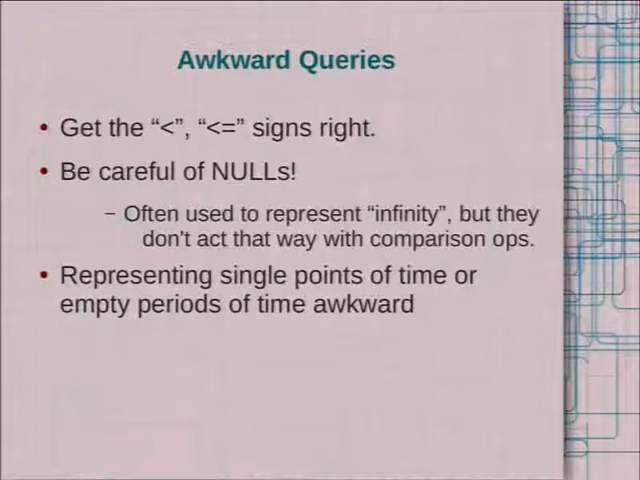 Awkward Queries
• Get the “<”, “<=” signs right.
• Be careful of NULLs!
– Often used to represent “infinity”, but they
don't act that way with comparison ops.
• Representing single points of time or
empty periods of time awkward